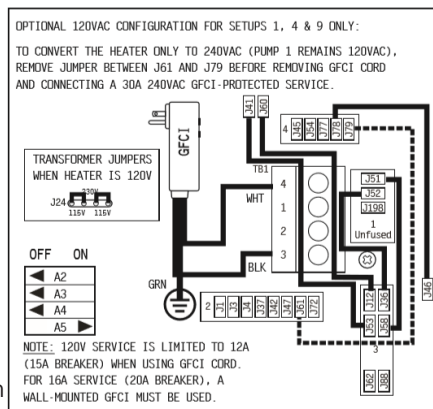 OPTIONAL 120VAC CONFIGURATION FOR SETUPS 1, 4 & 9 ONLY:
TO CONVERT THE HEATER ONLY TO 240VAC (PUMP 1 REMAINS 120VAC),
REMOVE JUMPER BETWEEN J61 AND J79 BEFORE REMOVING GFCI CORD
AND CONNECTING A 30A 240VAC GFCI-PROTECTED SERVICE.
J41
J60
4
J45
J54
J77
J78
J79
GFCI
TRANSFORMER JUMPERS
WHEN HEATER IS 120V
230V
J24
115V 115V
TB1
4
1
2
3
WHT
BLK
GRN
J51
J52
J198
1
Unfused
J46
OFF ON
A2
A3
A4
A5
2
J1
J3
J4
J37
J42
J47
J61
J72
J12
J36
J53
J58
3
J62
J88
NOTE: 120V SERVICE IS LIMITED TO 12A
(15A BREAKER) WHEN USING GFCI CORD.
FOR 16A SERVICE (20A BREAKER), A
WALL-MOUNTED GFCI MUST BE USED.